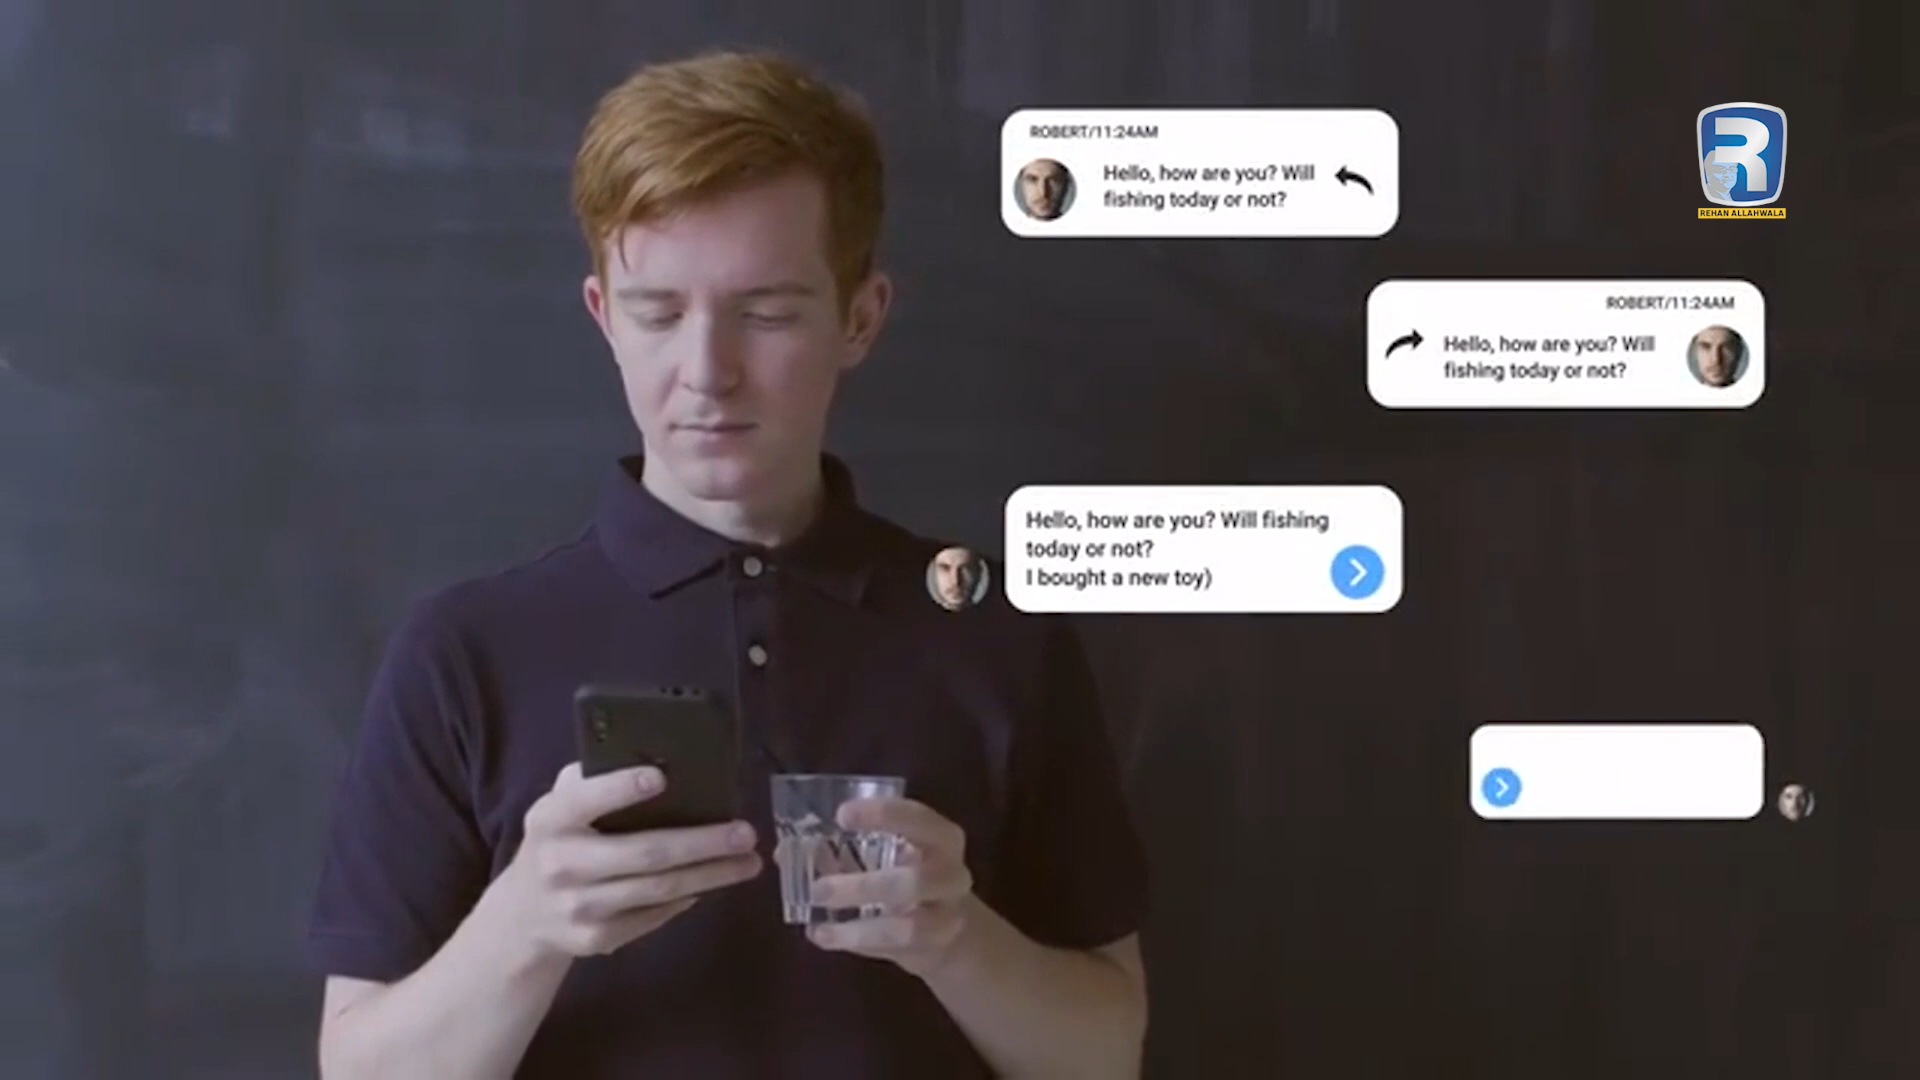 ROBERT/11:24AM
Hello, how are you? Will
fishing today or not?
REHAN ALLAHWALA
ROBERT/11:24AM
Hello, how are you? Will
fishing today or not?
Hello, how are you? Will fishing
today or not?
I bought a new toy)